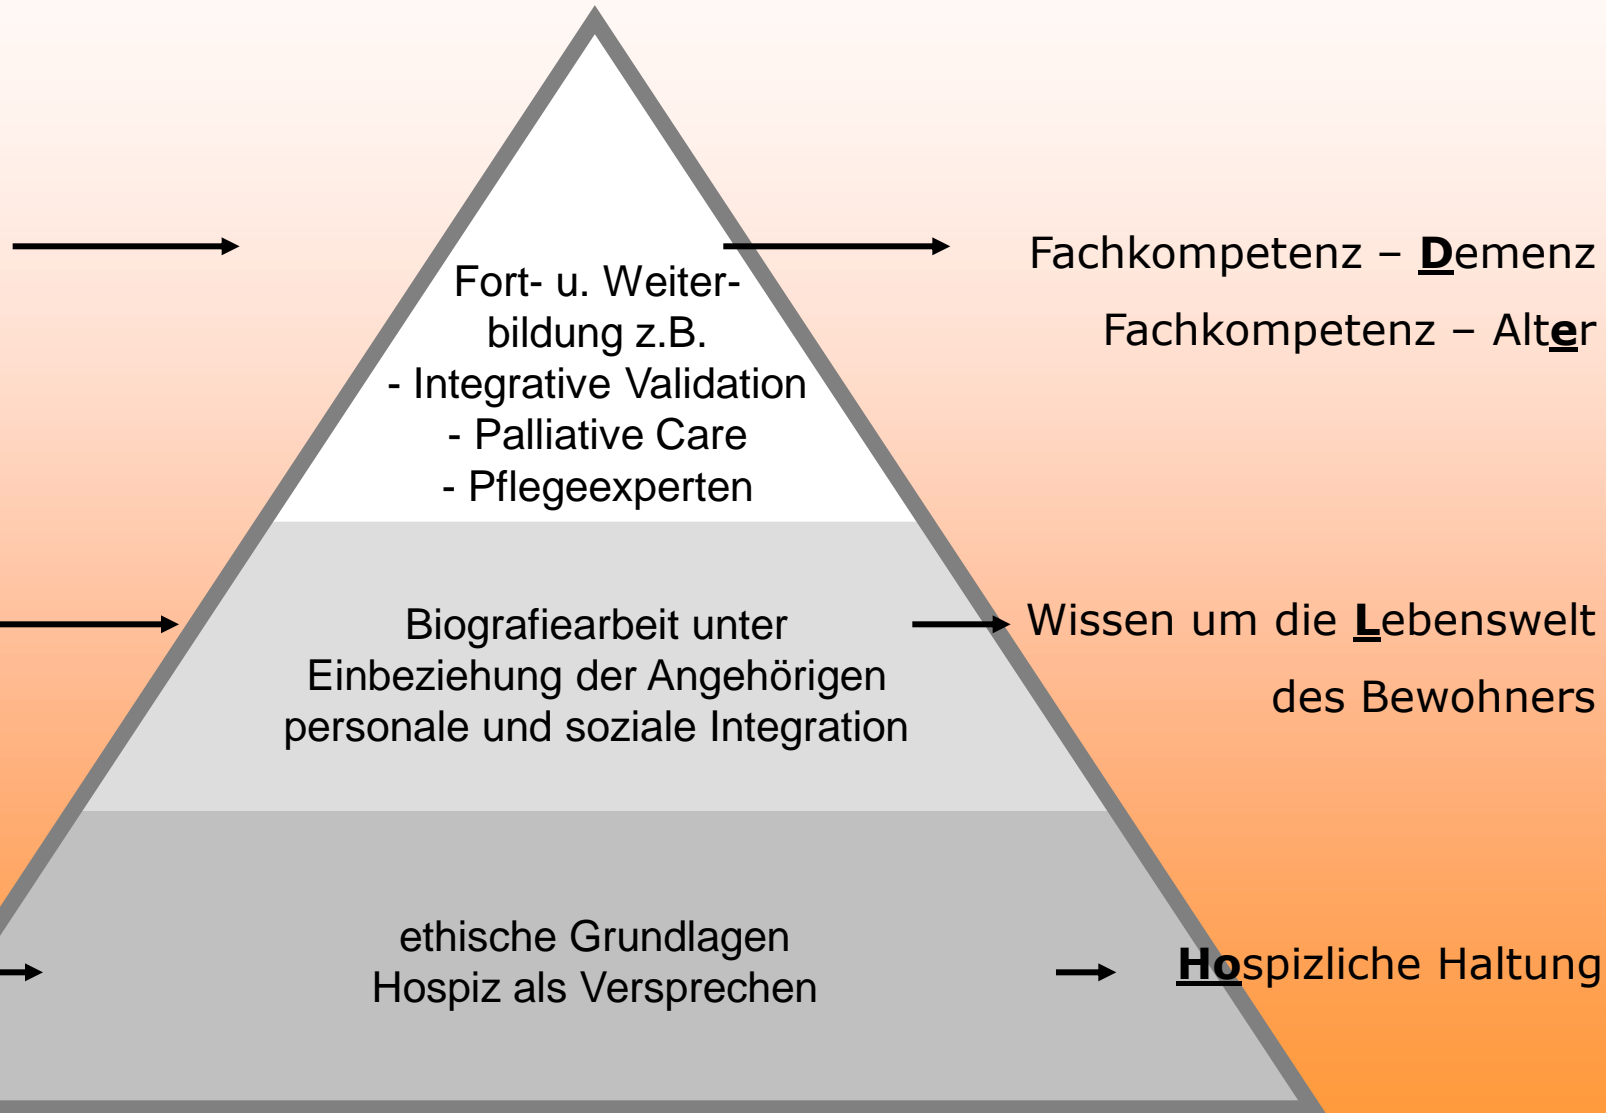 Fachkompetenz – Demenz
Fort- u. Weiter-
bildung z.B.
Fachkompetenz – Alter
- Integrative Validation
- Palliative Care
- Pflegeexperten
Biografiearbeit unter
Einbeziehung der Angehörigen
personale und soziale Integration
Wissen um die Lebenswelt
des Bewohners
ethische Grundlagen
Hospiz als Versprechen
Hospizliche Haltung